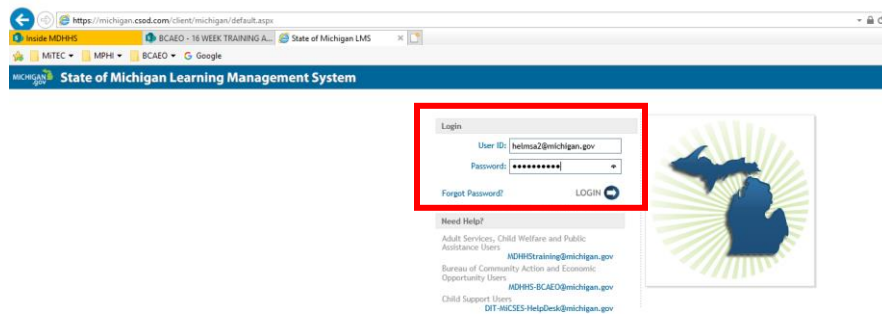 https://michigan.csod.com/client/michigan/default.aspx
Inside MDHHS BCAEO - 16 WEEK TRAINING A... State of Michigan LMS
MiTEC MPHI BCAEO G Google
MICHIGAN.gov State of Michigan Learning Management System
Login
User ID: helmsa2@michigan.gov
Password: ••••••••••
Forgot Password? LOGIN
Need Help?
Adult Services, Child Welfare and Public
Assistance Users
MDHHStraining@michigan.gov
Bureau of Community Action and Economic
Opportunity Users
MDHHS-BCAEO@michigan.gov
Child Support Users
DIT-MiCSES-HelpDesk@michigan.gov